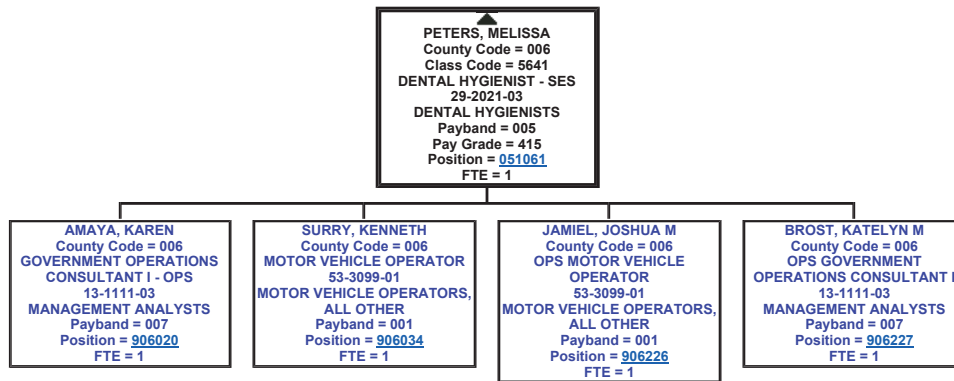 PETERS, MELISSA
County Code = 006
Class Code = 5641
DENTAL HYGIENIST - SES
29-2021-03
DENTAL HYGIENISTS
Payband = 005
Pay Grade = 415
Position = 051061
FTE = 1
AMAYA, KAREN
County Code = 006
GOVERNMENT OPERATIONS
CONSULTANT I - OPS
13-1111-03
MANAGEMENT ANALYSTS
Payband = 007
Position = 906020
FTE = 1
SURRY, KENNETH
County Code = 006
MOTOR VEHICLE OPERATOR
53-3099-01
MOTOR VEHICLE OPERATORS,
ALL OTHER
Payband = 001
Position = 906034
FTE = 1
JAMIEL, JOSHUA M
County Code = 006
OPS MOTOR VEHICLE
OPERATOR
53-3099-01
MOTOR VEHICLE OPERATORS,
ALL OTHER
Payband = 001
Position = 906226
FTE = 1
BROST, KATELYN M
County Code = 006
OPS GOVERNMENT
OPERATIONS CONSULTANT I
13-1111-03
MANAGEMENT ANALYSTS
Payband = 007
Position = 906227
FTE = 1